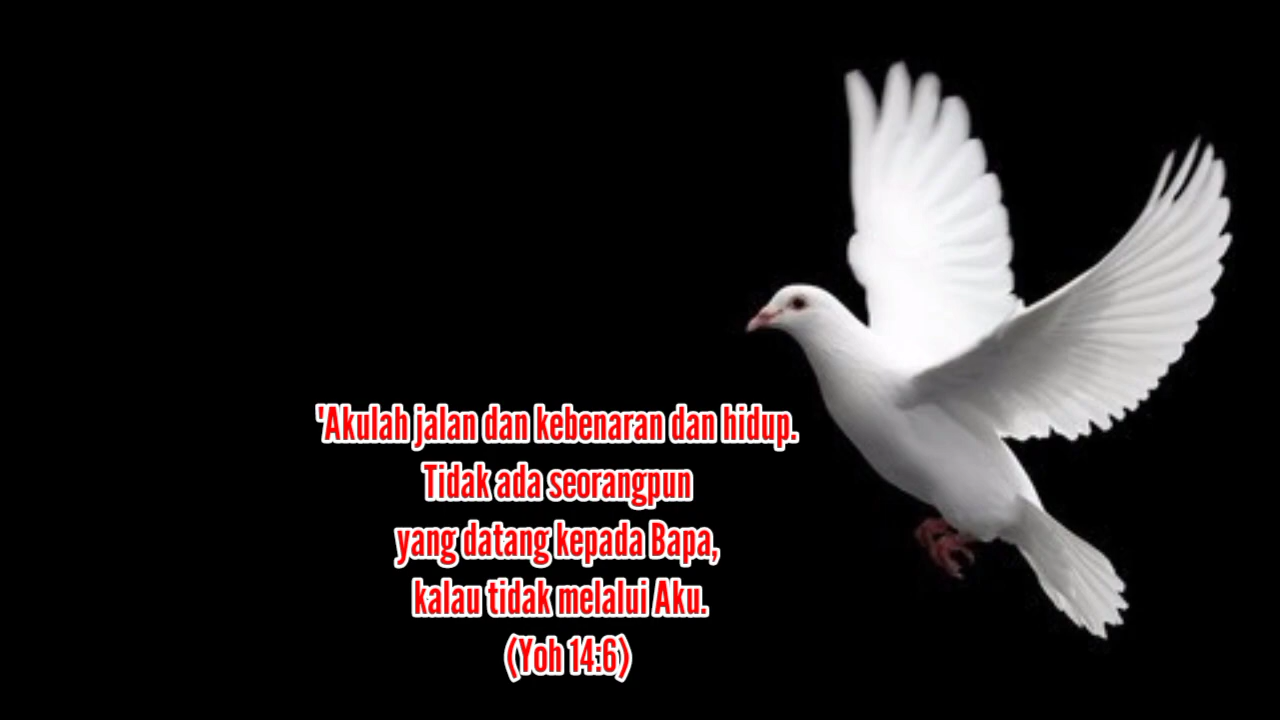 'Akulah jalan dan kebenaran dan hidup.
Tidak ada seorangpun
yang datang kepada Bapa,
kalau tidak melalui Aku.
(Yoh 14:6)